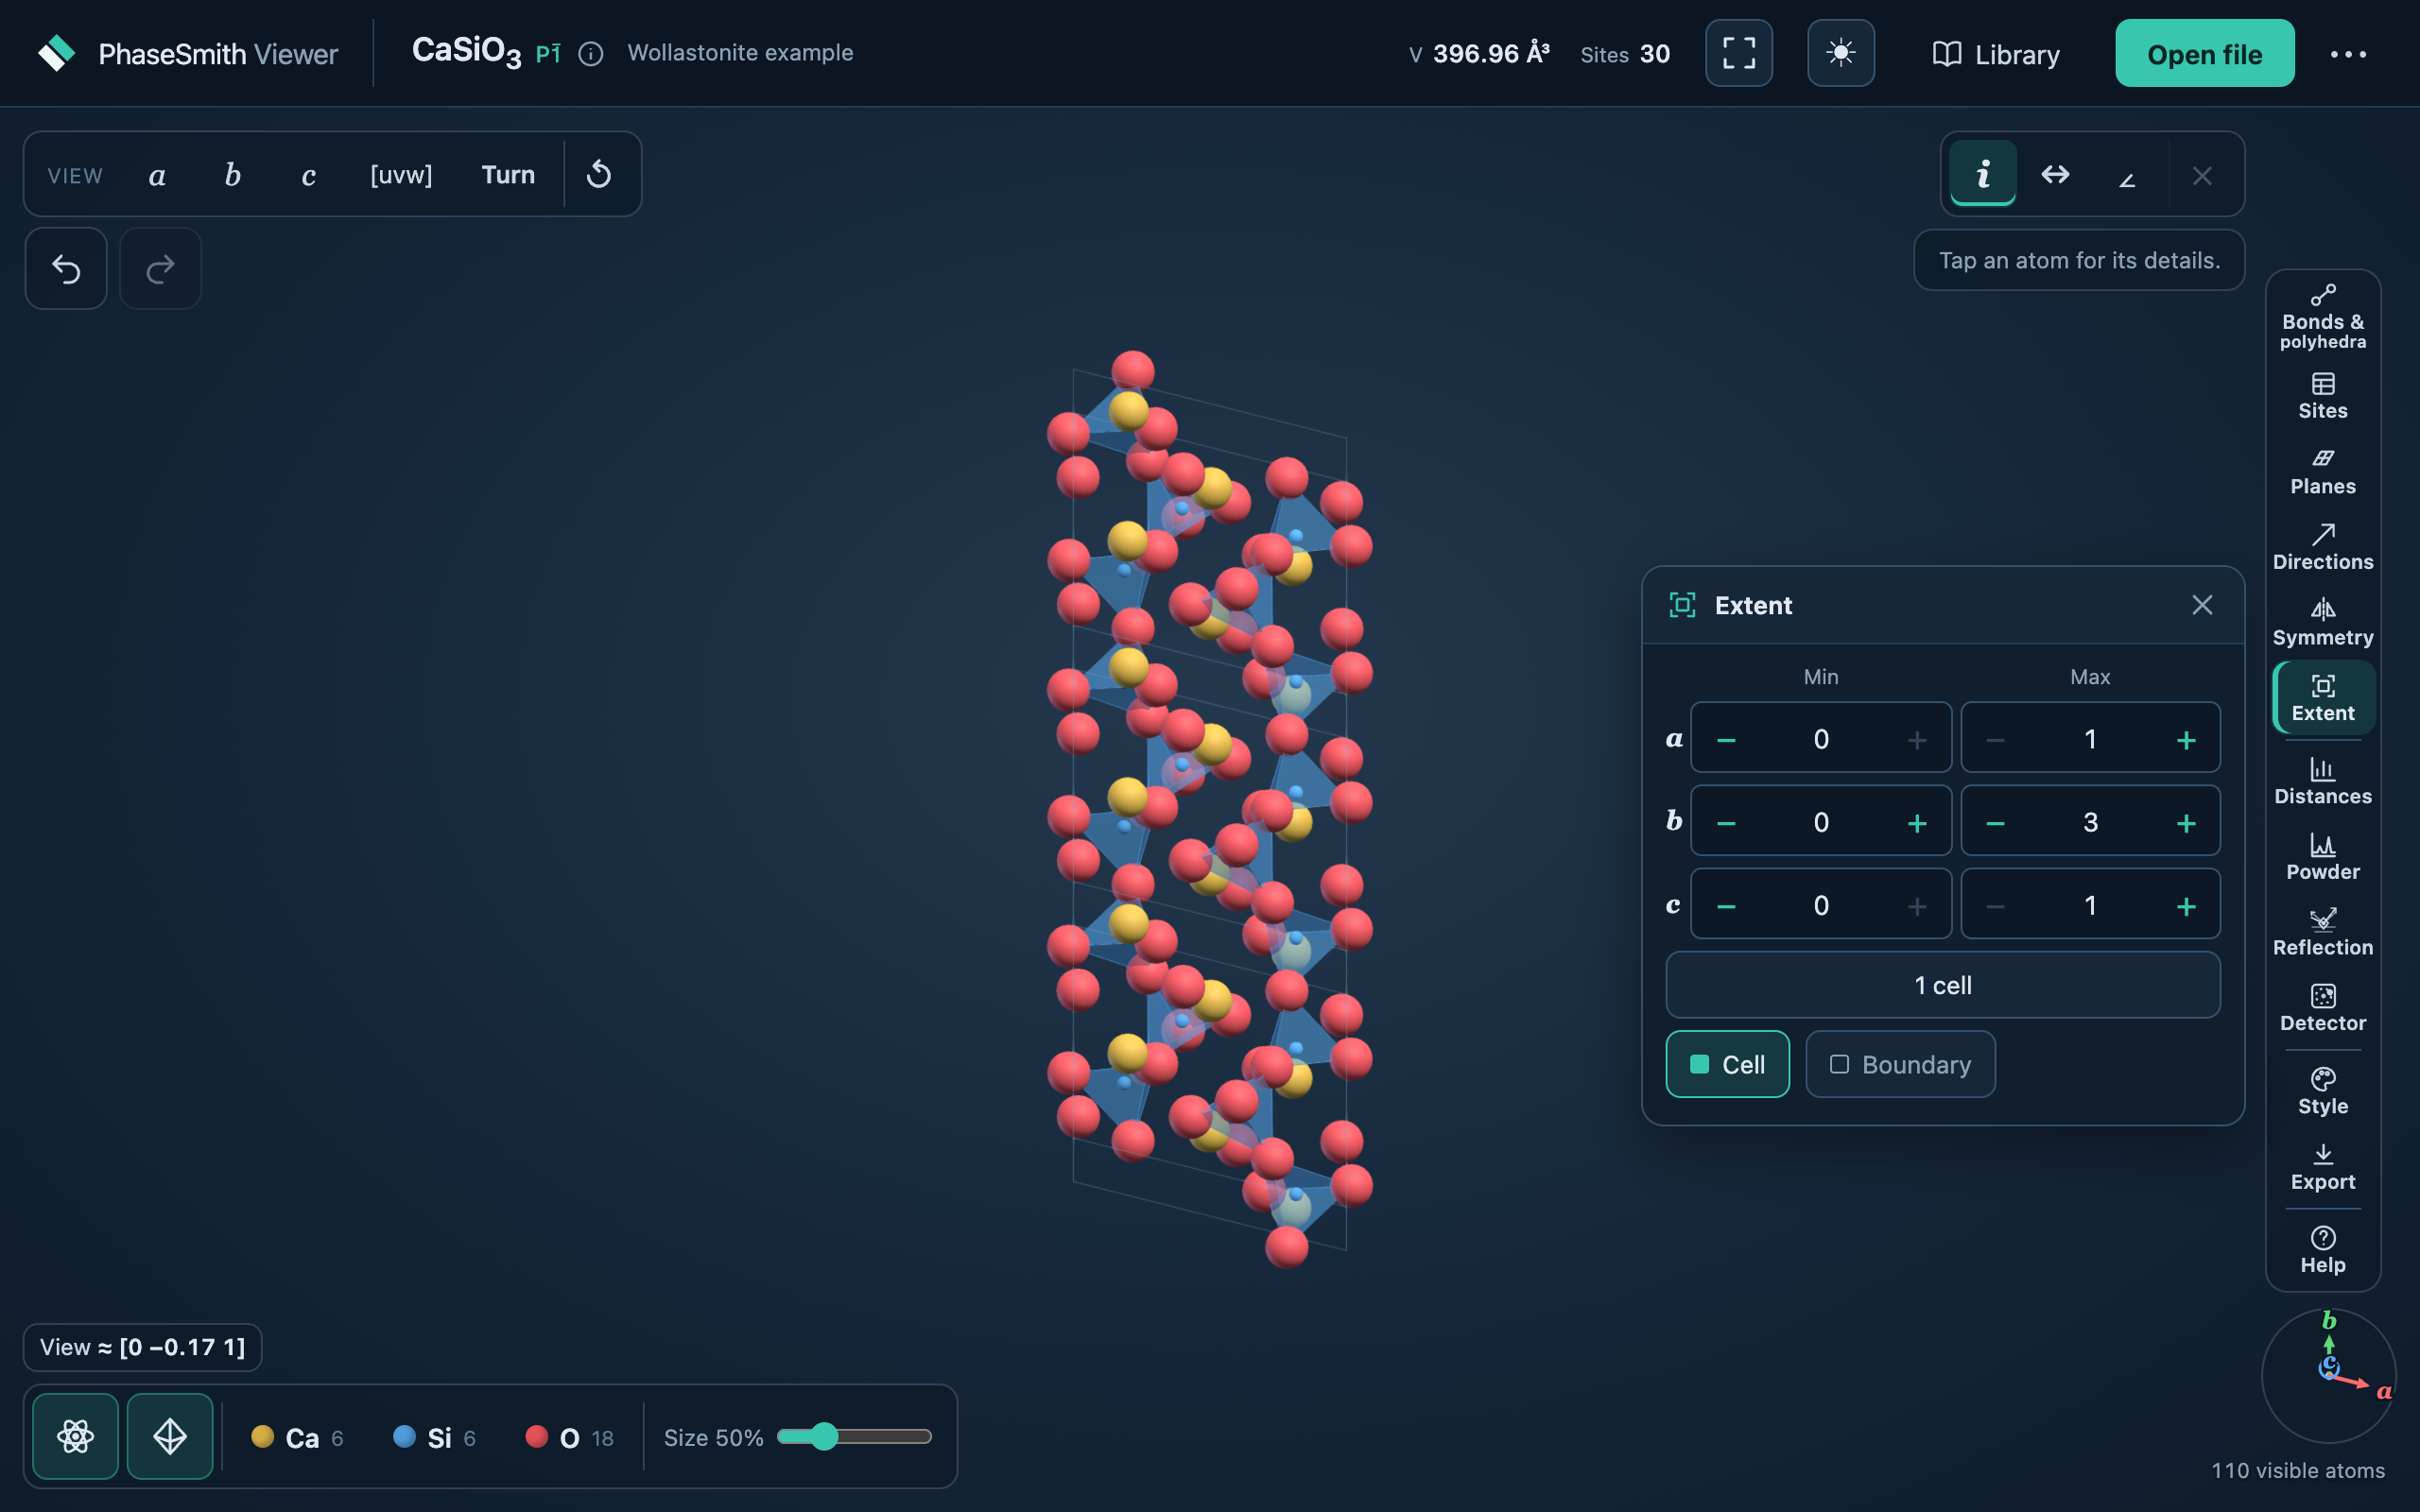 PhaseSmith Viewer
CaSiO₃ P1̄ i Wollastonite example
V 396.96 Å³ Sites 30
Library
Open file
VIEW a b c [uvw] Turn
i
Tap an atom for its details.
Bonds &
polyhedra
Sites
Planes
Directions
Symmetry
Extent
Distances
Powder
Reflection
Detector
Style
Export
Help
Extent
Min Max
a − 0 + − 1 +
b − 0 + − 3 +
c − 0 + − 1 +
1 cell
Cell Boundary
View ≈ [0 −0.17 1]
Ca 6 Si 6 O 18 Size 50%
b
c
a
110 visible atoms